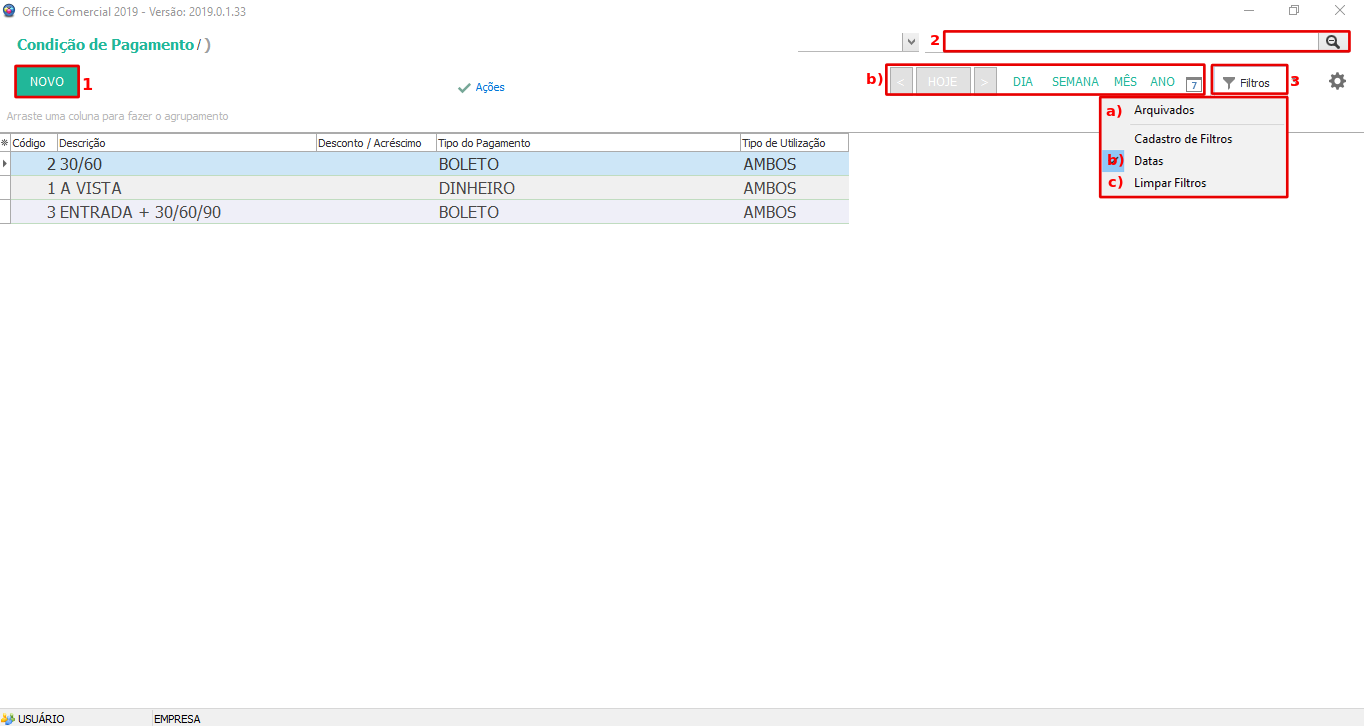 Office Comercial 2019 - Versão: 2019.0.1.33
Condição de Pagamento / )
2
NOVO 1
Ações
b) < HOJE > DIA SEMANA MÊS ANO 7
Filtros 3
Arraste uma coluna para fazer o agrupamento
a) Arquivados
Cadastro de Filtros
b) Datas
c) Limpar Filtros
Código Descrição Desconto / Acréscimo Tipo do Pagamento Tipo de Utilização
2 30/60 BOLETO AMBOS
1 A VISTA DINHEIRO AMBOS
3 ENTRADA + 30/60/90 BOLETO AMBOS
USUÁRIO EMPRESA